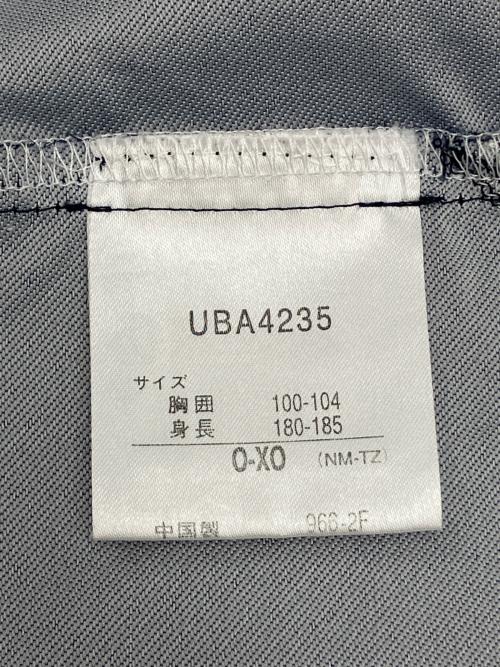 UBA4235
サイズ
胸囲 100-104
身長 180-185
O-XO (NM-TZ)
中国製 966-2F